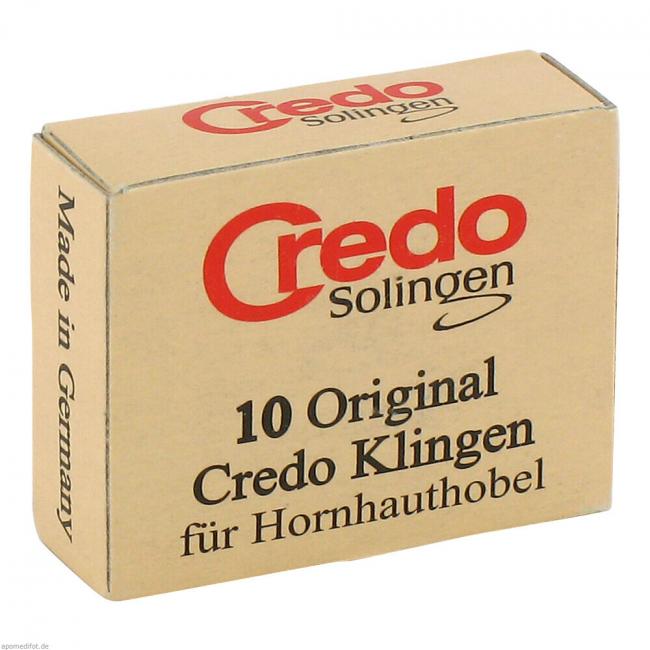 Credo
Solingen
Credo
Solingen
10 Original
Credo Klingen
für Hornhauthobel
Made in Germany
apomedifot.de